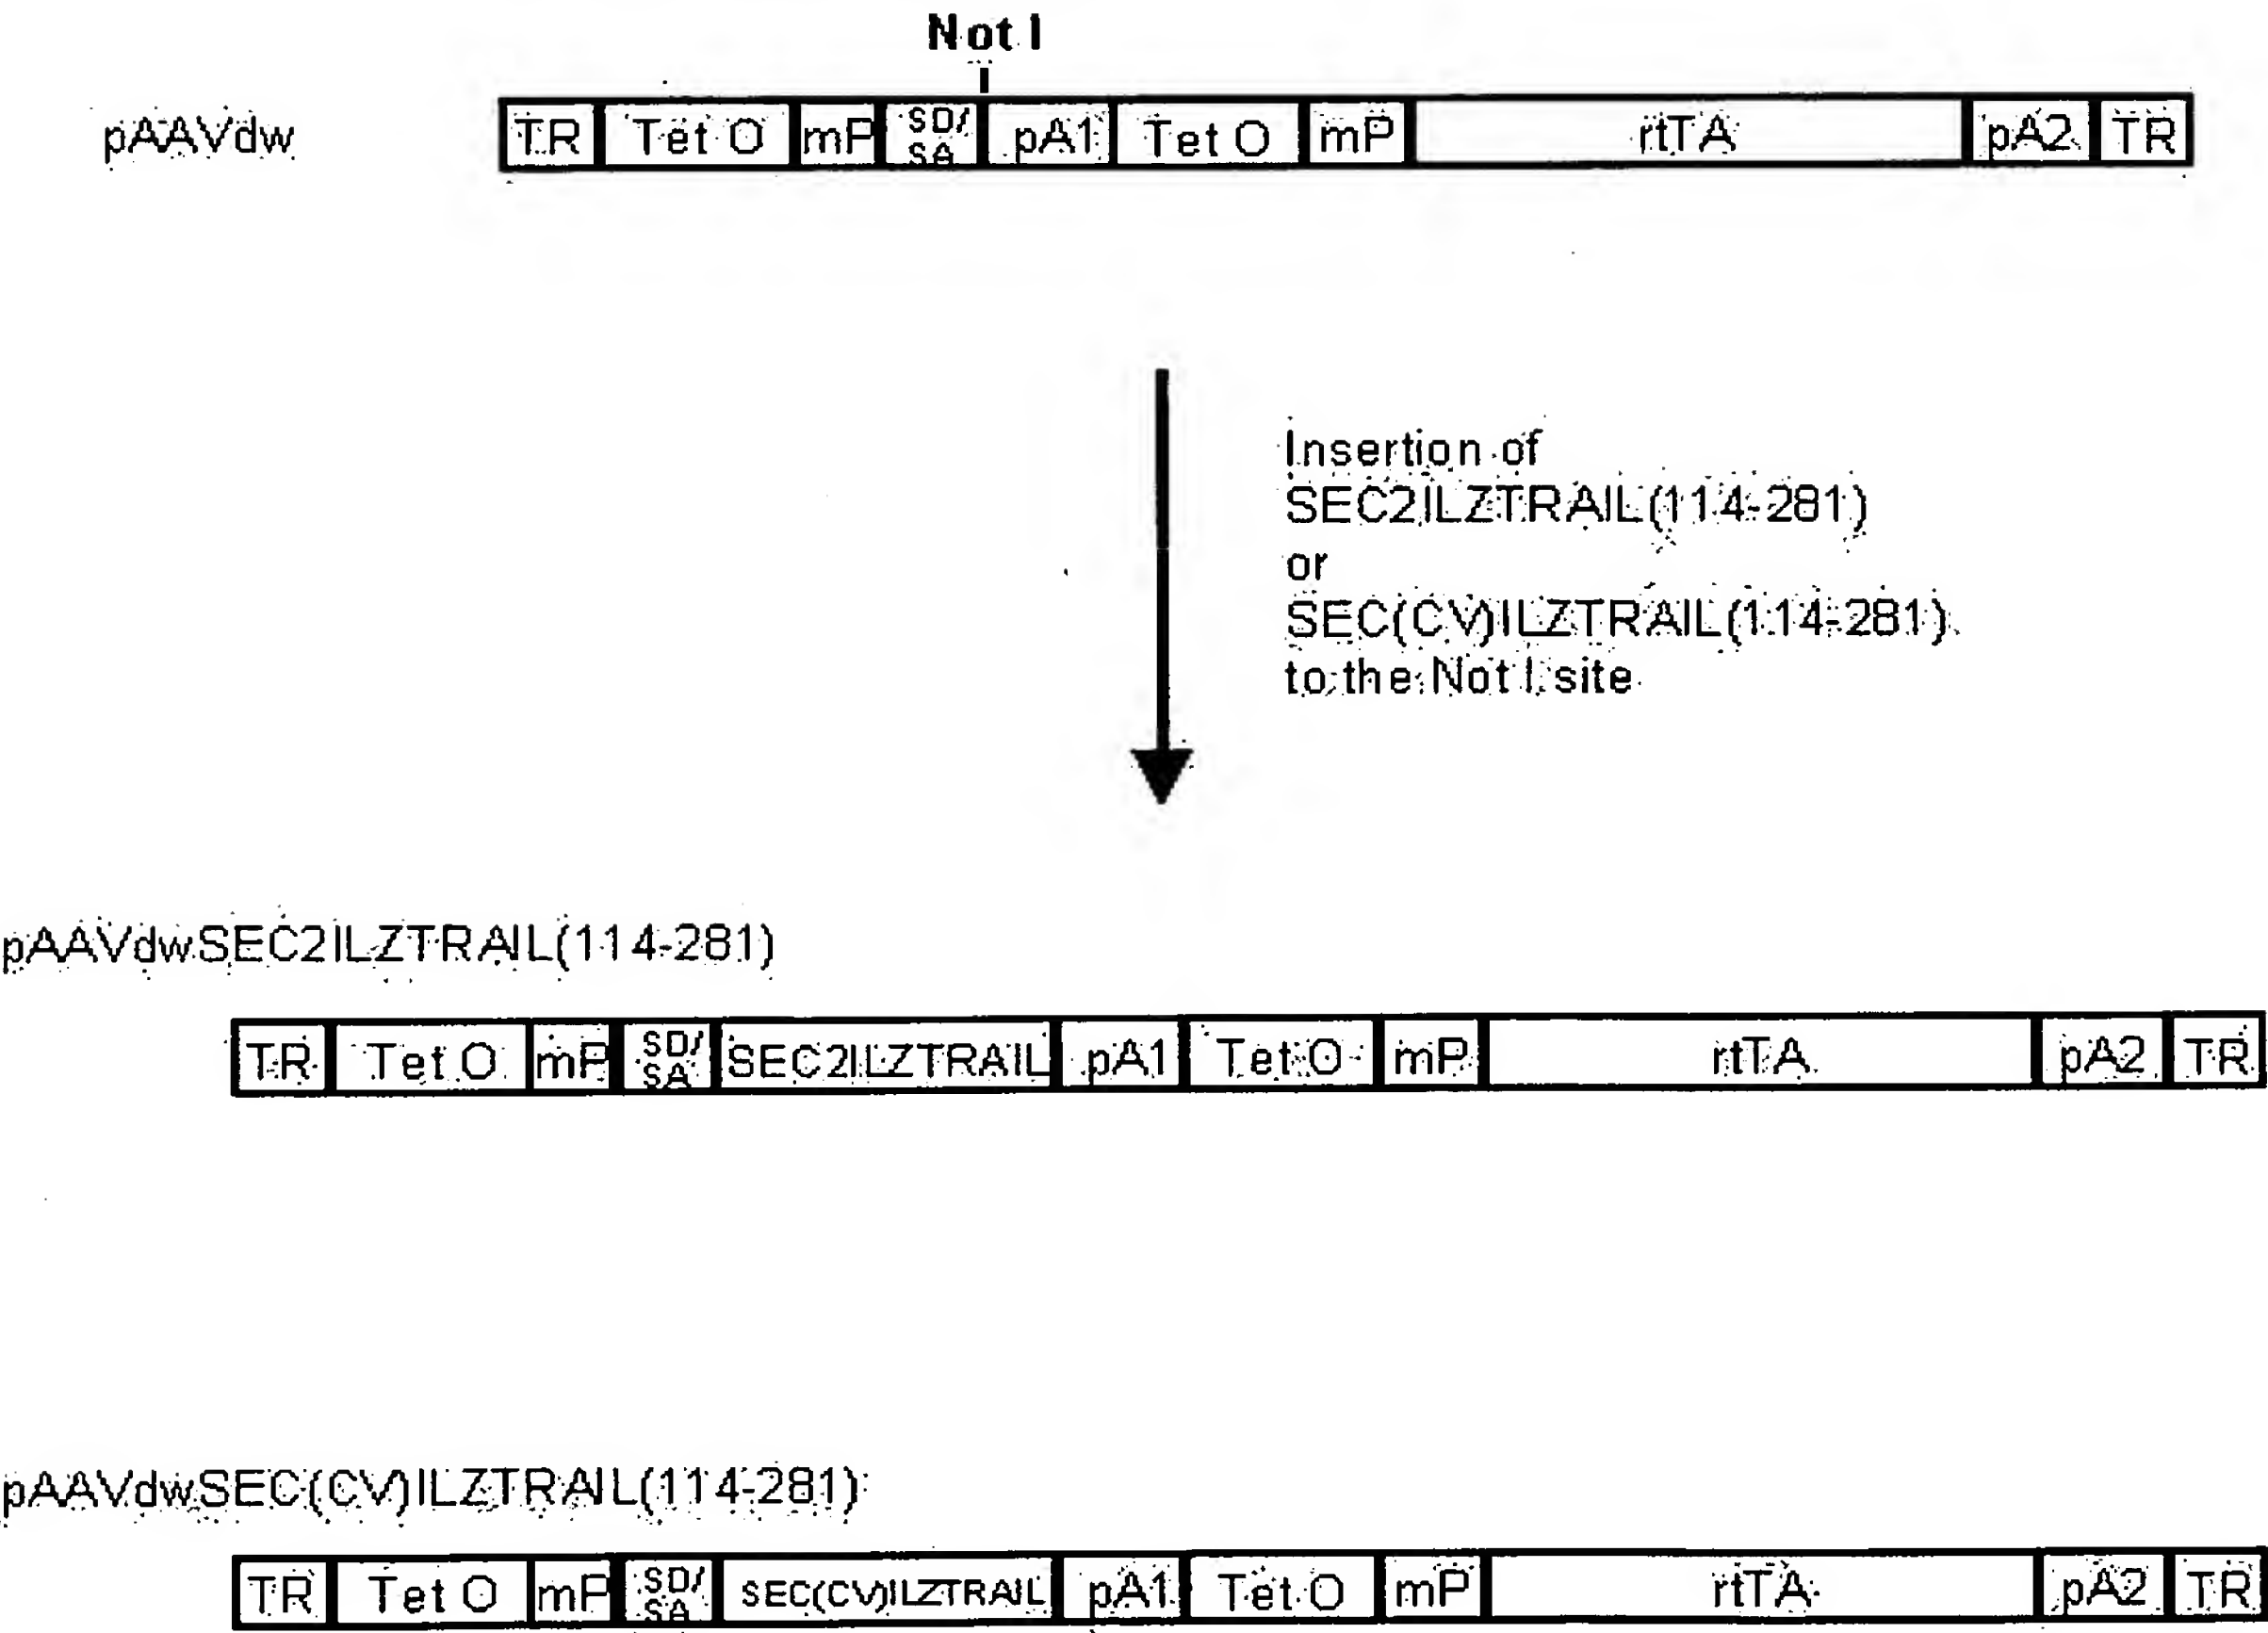 Not I
pAAVdw TR Tet O mP SD/ SA pA1 Tet O mP rtTA pA2 TR
Insertion of
SEC2ILZTRAIL(114-281)
or
SEC(CV)ILZTRAIL(114-281)
to the Not I site
pAAVdwSEC2ILZTRAIL(114-281)
TR Tet O mP SD/ SA SEC2ILZTRAIL pA1 Tet O mP rtTA pA2 TR
pAAVdwSEC(CV)ILZTRAIL(114-281)
TR Tet O mP SD/ SA SEC(CV)ILZTRAIL pA1 Tet O mP rtTA pA2 TR